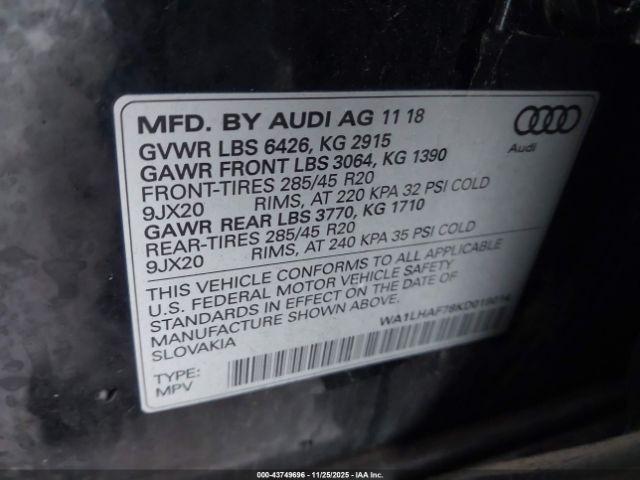 MFD. BY AUDI AG 11 18
GVWR LBS 6426, KG 2915
GAWR FRONT LBS 3064, KG 1390
FRONT-TIRES 285/45 R20
9JX20 RIMS, AT 220 KPA 32 PSI COLD
GAWR REAR LBS 3770, KG 1710
REAR-TIRES 285/45 R20
9JX20 RIMS, AT 240 KPA 35 PSI COLD
THIS VEHICLE CONFORMS TO ALL APPLICABLE
U.S. FEDERAL MOTOR VEHICLE SAFETY
STANDARDS IN EFFECT ON THE DATE OF
MANUFACTURE SHOWN ABOVE.
SLOVAKIA
TYPE:
MPV
Audi
000-43749696 - 11/25/2025 - IAA Inc.